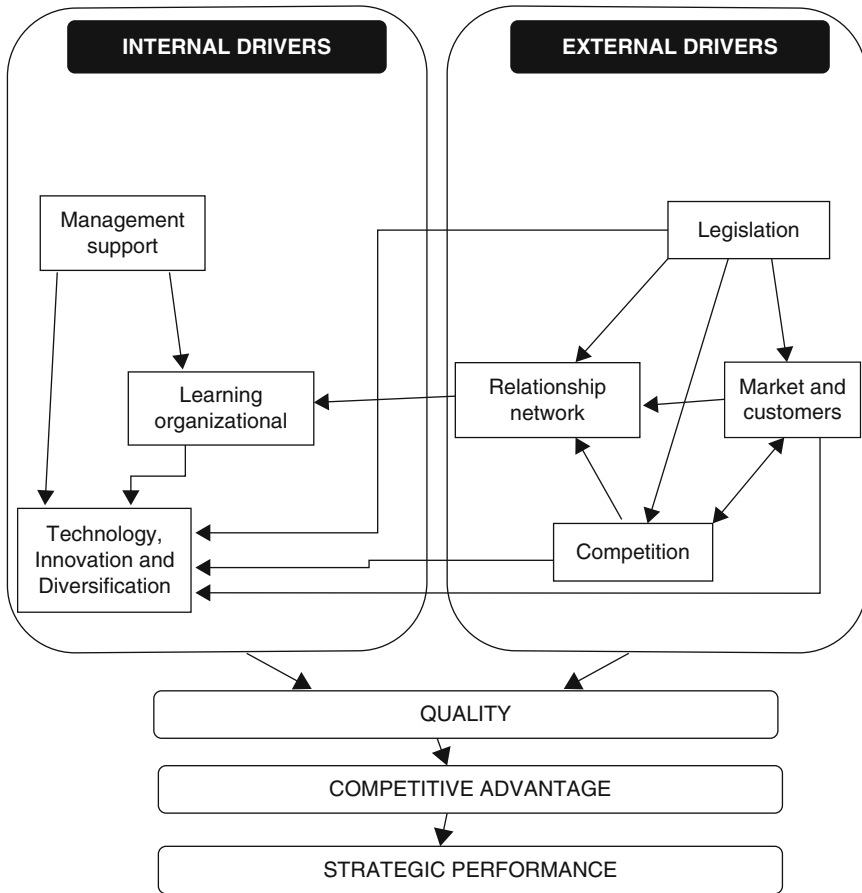 INTERNAL DRIVERS
EXTERNAL DRIVERS
Management
support
Legislation
Learning
organizational
Relationship
network
Market and
customers
Technology,
Innovation and
Diversification
Competition
QUALITY
COMPETITIVE ADVANTAGE
STRATEGIC PERFORMANCE